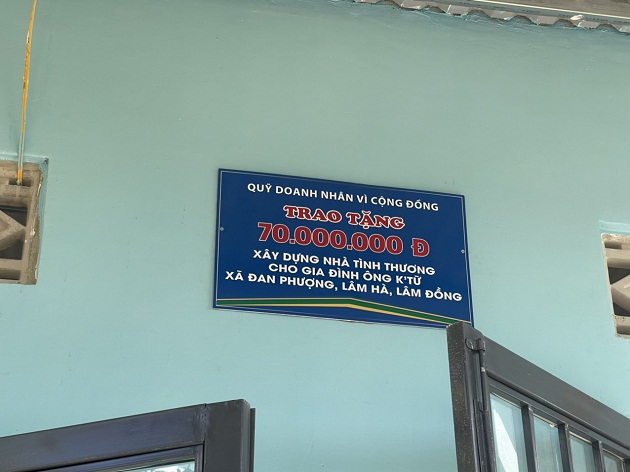 QUỸ DOANH NHÂN VÌ CỘNG ĐỒNG
TRAO TẶNG
70.000.000 Đ
XÂY DỰNG NHÀ TÌNH THƯƠNG
CHO GIA ĐÌNH ÔNG K'TỮ
XÃ ĐAN PHƯỢNG, LÂM HÀ, LÂM ĐỒNG